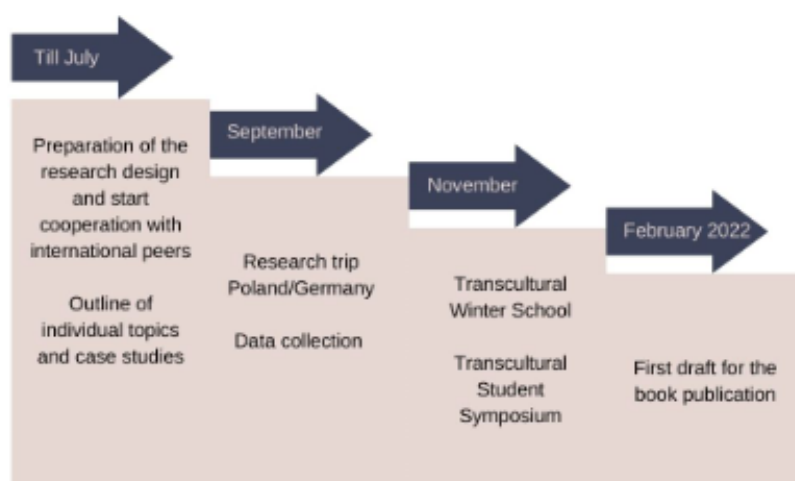 Till July
Preparation of the
research design
and start
cooperation with
international peers
Outline of
individual topics
and case studies
September
Research trip
Poland/Germany
Data collection
November
Transcultural
Winter School
Transcultural
Student
Symposium
February 2022
First draft for the
book publication